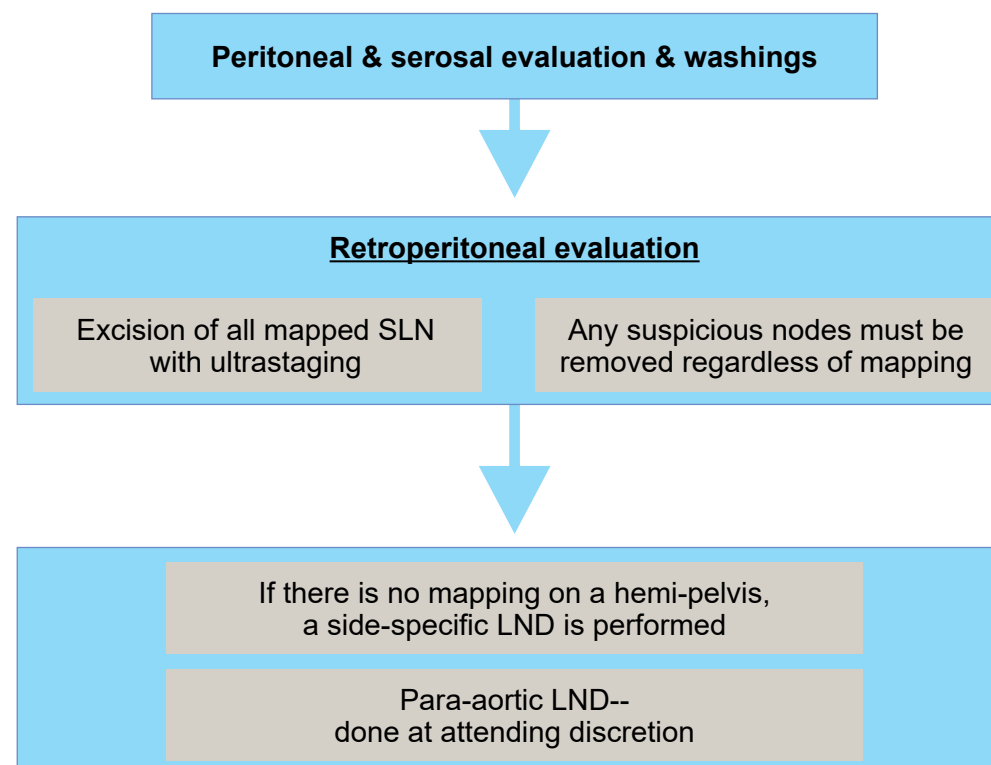 Peritoneal & serosal evaluation & washings
Retroperitoneal evaluation
Excision of all mapped SLN
with ultrastaging
Any suspicious nodes must be
removed regardless of mapping
If there is no mapping on a hemi-pelvis,
a side-specific LND is performed
Para-aortic LND--
done at attending discretion